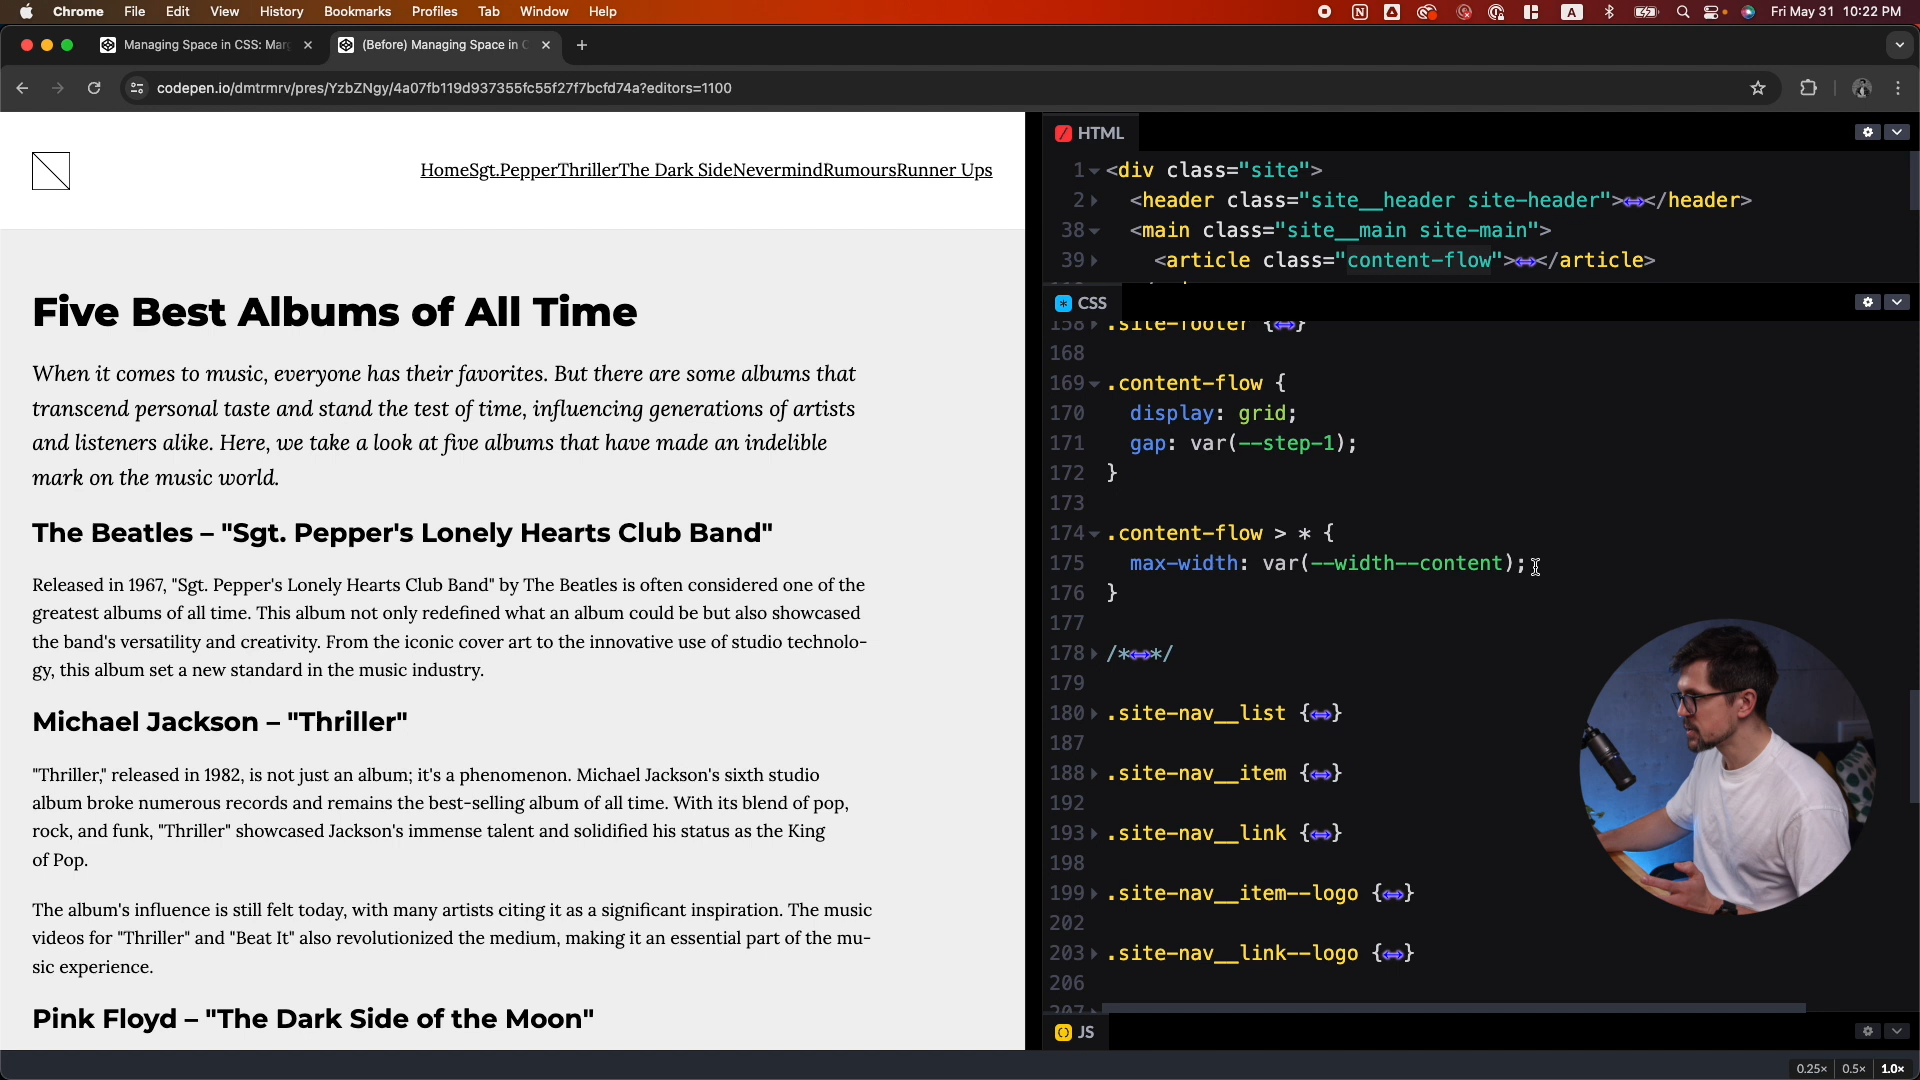 Chrome File Edit View History Bookmarks Profiles Tab Window Help
A
Fri May 31 10:22 PM
Managing Space in CSS: Mar
(Before) Managing Space in C
codepen.io/dmtrmrv/pres/YzbZNgy/4a07fb119d937355fc55f27f7bcfd74a?editors=1100
HomeSgt.PepperThrillerThe Dark SideNevermindRumoursRunner Ups
Five Best Albums of All Time
When it comes to music, everyone has their favorites. But there are some albums that
transcend personal taste and stand the test of time, influencing generations of artists
and listeners alike. Here, we take a look at five albums that have made an indelible
mark on the music world.
The Beatles – "Sgt. Pepper's Lonely Hearts Club Band"
Released in 1967, "Sgt. Pepper's Lonely Hearts Club Band" by The Beatles is often considered one of the
greatest albums of all time. This album not only redefined what an album could be but also showcased
the band's versatility and creativity. From the iconic cover art to the innovative use of studio technolo-
gy, this album set a new standard in the music industry.
Michael Jackson – "Thriller"
"Thriller," released in 1982, is not just an album; it's a phenomenon. Michael Jackson's sixth studio
album broke numerous records and remains the best-selling album of all time. With its blend of pop,
rock, and funk, "Thriller" showcased Jackson's immense talent and solidified his status as the King
of Pop.
The album's influence is still felt today, with many artists citing it as a significant inspiration. The music
videos for "Thriller" and "Beat It" also revolutionized the medium, making it an essential part of the mu-
sic experience.
Pink Floyd – "The Dark Side of the Moon"
HTML
1 <div class="site">
2 <header class="site__header site-header">↔</header>
38 <main class="site__main site-main">
39 <article class="content-flow">↔</article>
CSS
158 .site-footer {↔}
168
169 .content-flow {
170 display: grid;
171 gap: var(--step-1);
172 }
173
174 .content-flow > * {
175 max-width: var(--width--content);
176 }
177
178 /*↔*/
179
180 .site-nav__list {↔}
187
188 .site-nav__item {↔}
192
193 .site-nav__link {↔}
198
199 .site-nav__item--logo {↔}
202
203 .site-nav__link--logo {↔}
206
207
JS
0.25× 0.5× 1.0×